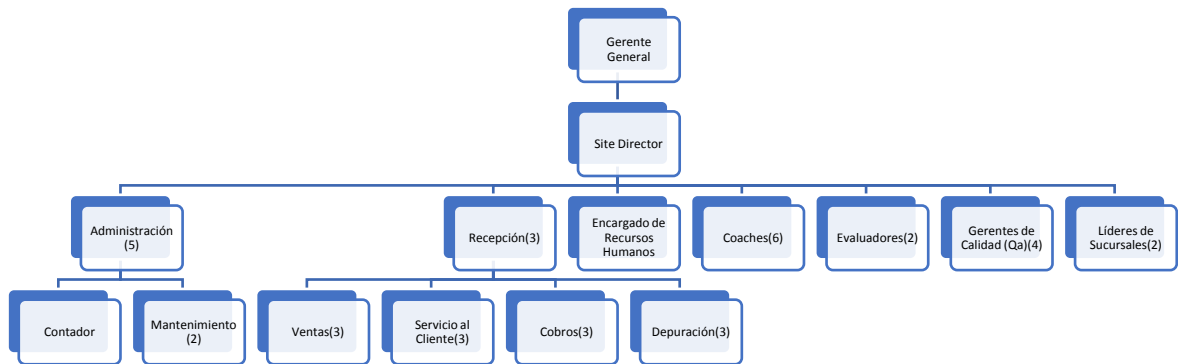 Gerente
General
Site Director
Administración
(5)
Recepción(3)
Encargado de
Recursos
Humanos
Coaches(6)
Evaluadores(2)
Gerentes de
Calidad (Qa)(4)
Líderes de
Sucursales(2)
Contador
Mantenimiento
(2)
Ventas(3)
Servicio al
Cliente(3)
Cobros(3)
Depuración(3)